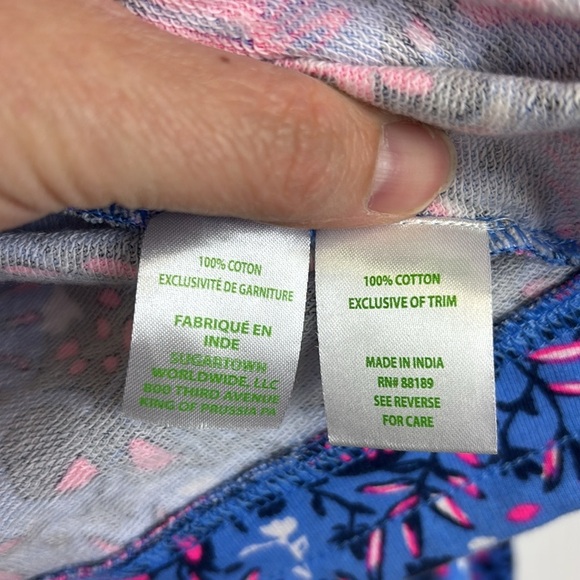 100% COTON
EXCLUSIVITÉ DE GARNITURE
FABRIQUÉ EN
INDE
SUGARTOWN
WORLDWIDE, LLC
800 THIRD AVENUE
KING OF PRUSSIA PA
100% COTTON
EXCLUSIVE OF TRIM
MADE IN INDIA
RN# 88189
SEE REVERSE
FOR CARE